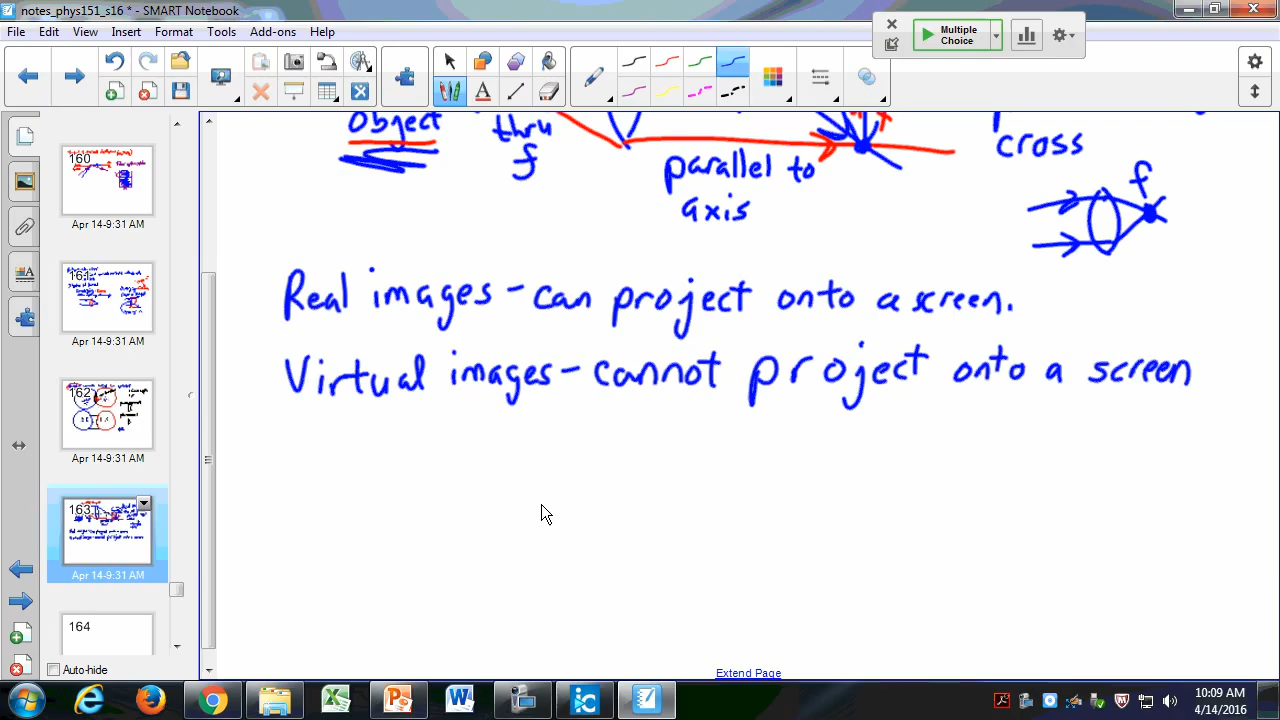 notes_phys151_s16 * - SMART Notebook
File Edit View Insert Format Tools Add-ons Help
Multiple
Choice
160
Apr 14-9:31 AM
161
Apr 14-9:31 AM
162
Apr 14-9:31 AM
163
Apr 14-9:31 AM
164
Auto-hide
Object
thru
f
parallel to
axis
cross
f
Real images - can project onto a screen.
Virtual images - cannot project onto a screen
Extend Page
10:09 AM
4/14/2016